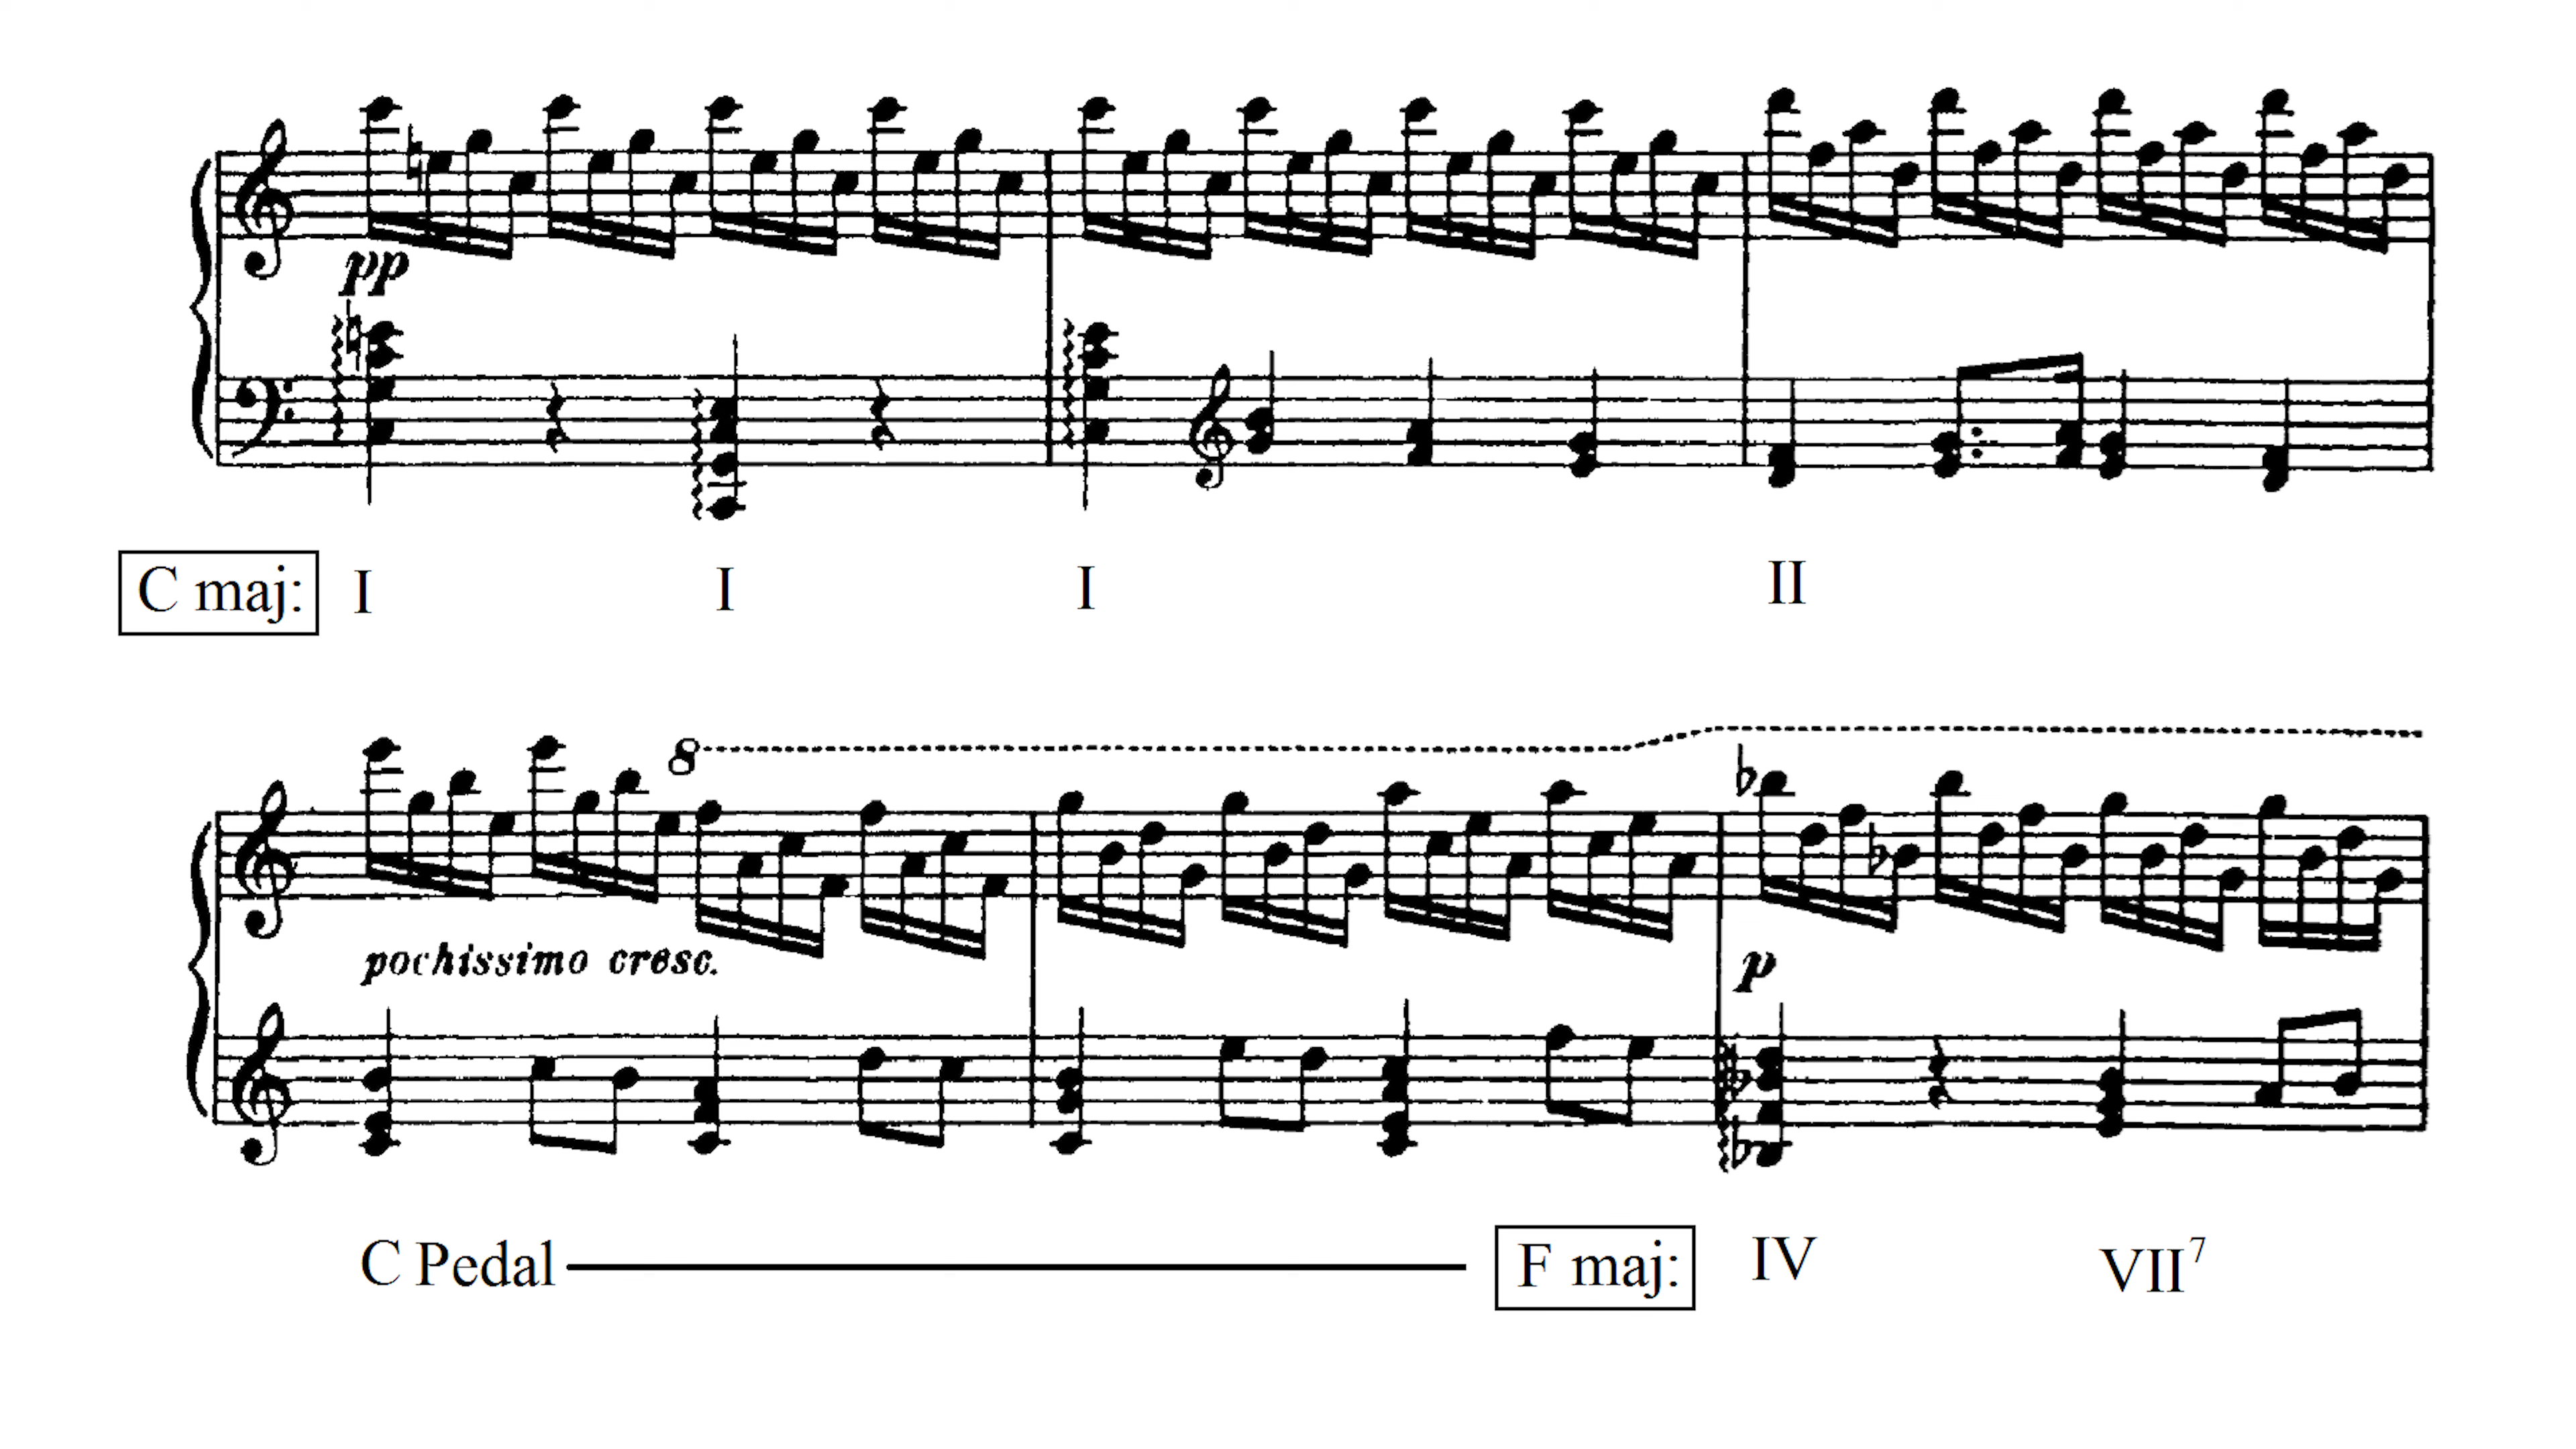 pp
C maj: I I I II
8
pochissimo cresc.
p
C Pedal F maj: IV VII7